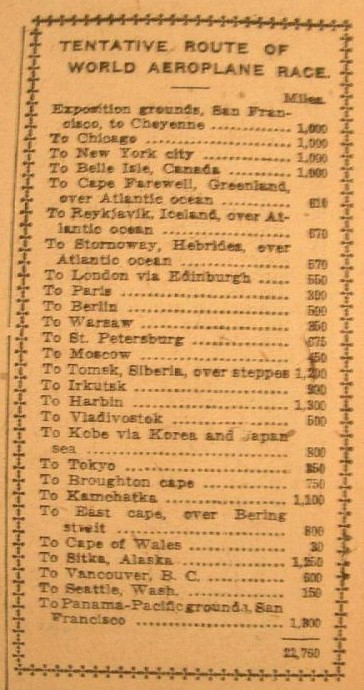 TENTATIVE ROUTE OF
WORLD AEROPLANE RACE.
Miles.
Exposition grounds, San Fran-
cisco, to Cheyenne ............ 1,000
To Chicago .................... 1,000
To New York city .............. 1,000
To Belle Isle, Canada ......... 1,000
To Cape Farewell, Greenland,
over Atlantic ocean ........... 610
To Reykjavik, Iceland, over At-
lantic ocean .................. 670
To Stornoway, Hebrides, over
Atlantic ocean ................ 570
To London via Edinburgh ....... 550
To Paris ...................... 300
To Berlin ..................... 500
To Warsaw ..................... 350
To St. Petersburg ............. 675
To Moscow ..................... 450
To Tomsk, Siberia, over steppes 1,200
To Irkutsk .................... 900
To Harbin ..................... 1,300
To Vladivostok ................ 500
To Kobe via Korea and Japan
sea ........................... 800
To Tokyo ...................... 350
To Broughton cape ............. 750
To Kamchatka .................. 1,100
To East cape, over Bering
strait ........................ 800
To Cape of Wales .............. 30
To Sitka, Alaska .............. 1,250
To Vancouver, B. C. ........... 600
To Seattle, Wash. ............. 150
To Panama-Pacific grounds, San
Francisco ..................... 1,800
22,760